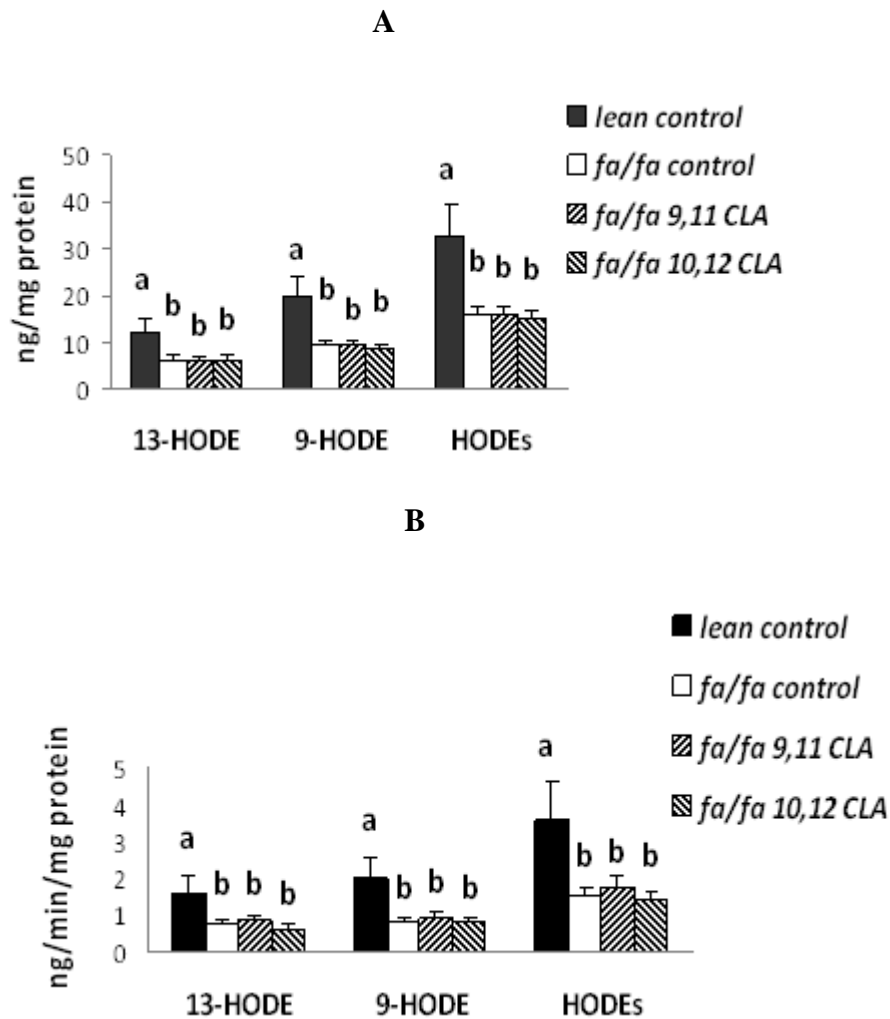 A
lean control
fa/fa control
fa/fa 9,11 CLA
fa/fa 10,12 CLA
ng/mg protein
50
40
30
20
10
0
a
b
b
b
a
b
b
b
a
b
b
b
13-HODE 9-HODE HODEs
B
lean control
fa/fa control
fa/fa 9,11 CLA
fa/fa 10,12 CLA
ng/min/mg protein
5
4
3
2
1
0
a
b
b
b
a
b
b
b
a
b
b
b
13-HODE 9-HODE HODEs